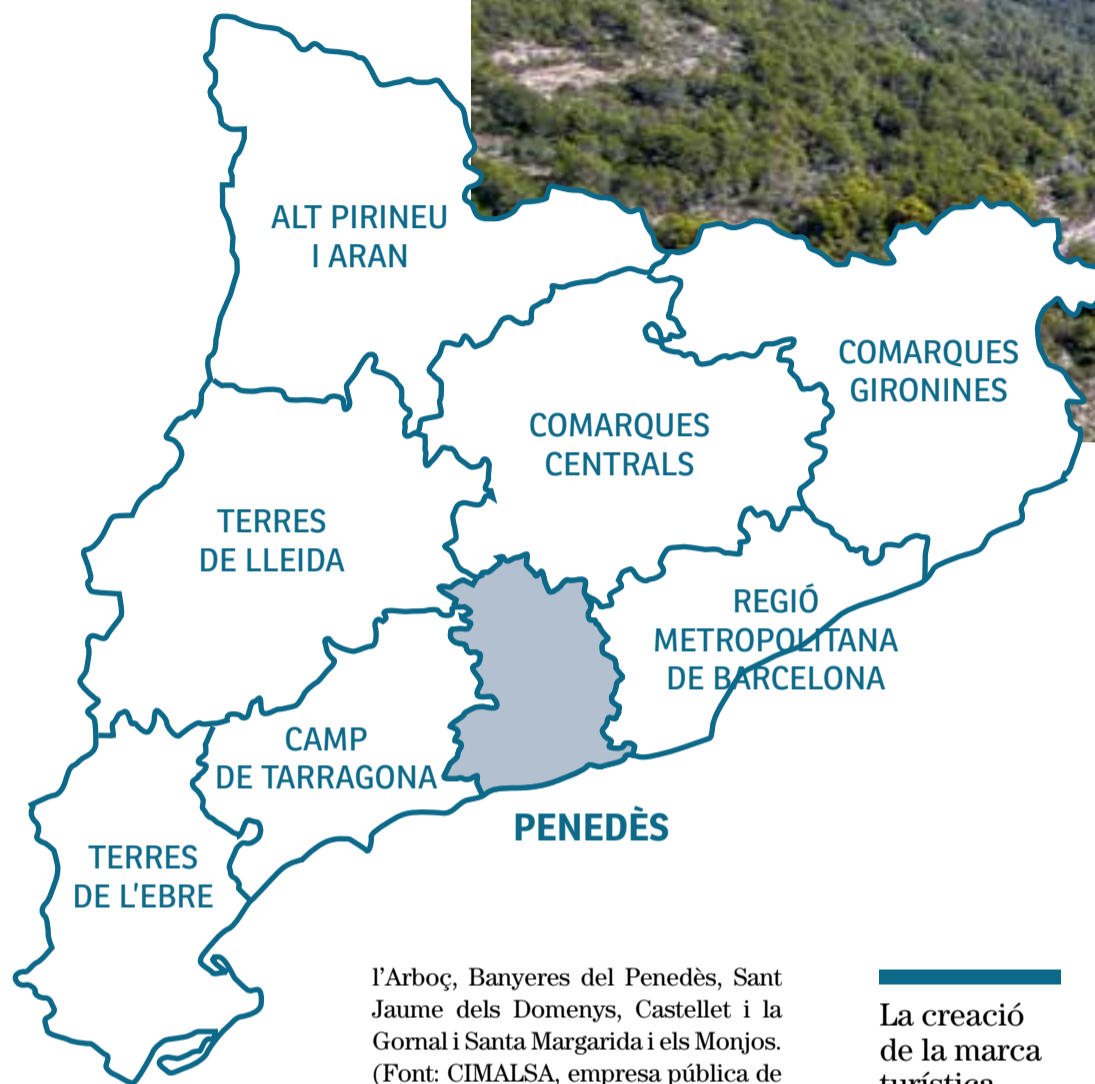 ALT PIRINEU
I ARAN
COMARQUES
GIRONINES
COMARQUES
CENTRALS
TERRES
DE LLEIDA
REGIÓ
METROPOLITANA
DE BARCELONA
CAMP
DE TARRAGONA
PENEDÈS
TERRES
DE L'EBRE
l'Arboç, Banyeres del Penedès, Sant
Jaume dels Domenys, Castellet i la
Gornal i Santa Margarida i els Monjos.
(Font: CIMALSA, empresa pública de
La creació
de la marca
turística